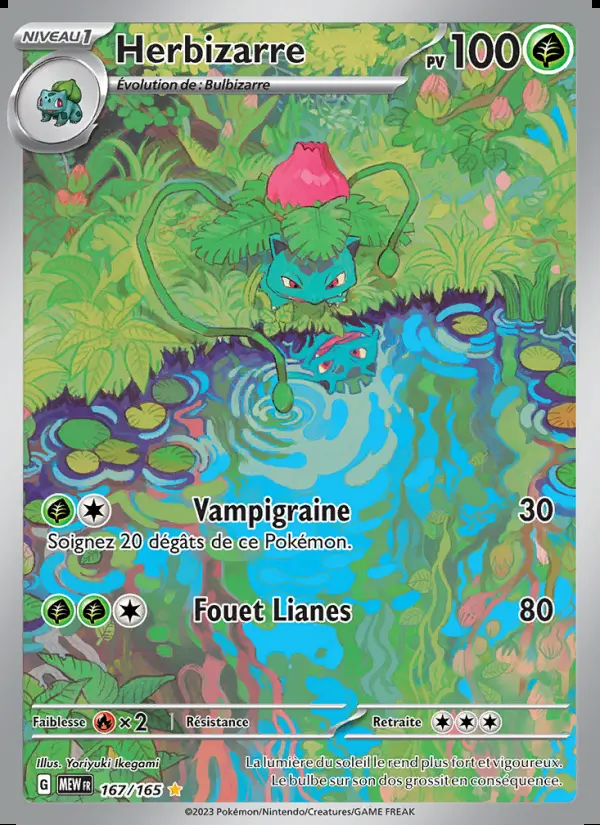 NIVEAU 1
Herbizarre
PV 100
Évolution de : Bulbizarre
Vampigraine 30
Soignez 20 dégâts de ce Pokémon.
Fouet Lianes 80
Faiblesse ×2 Résistance Retraite
Illus. Yoriyuki Ikegami
La lumière du soleil le rend plus fort et vigoureux.
Le bulbe sur son dos grossit en conséquence.
G MEW FR 167/165
©2023 Pokémon/Nintendo/Creatures/GAME FREAK